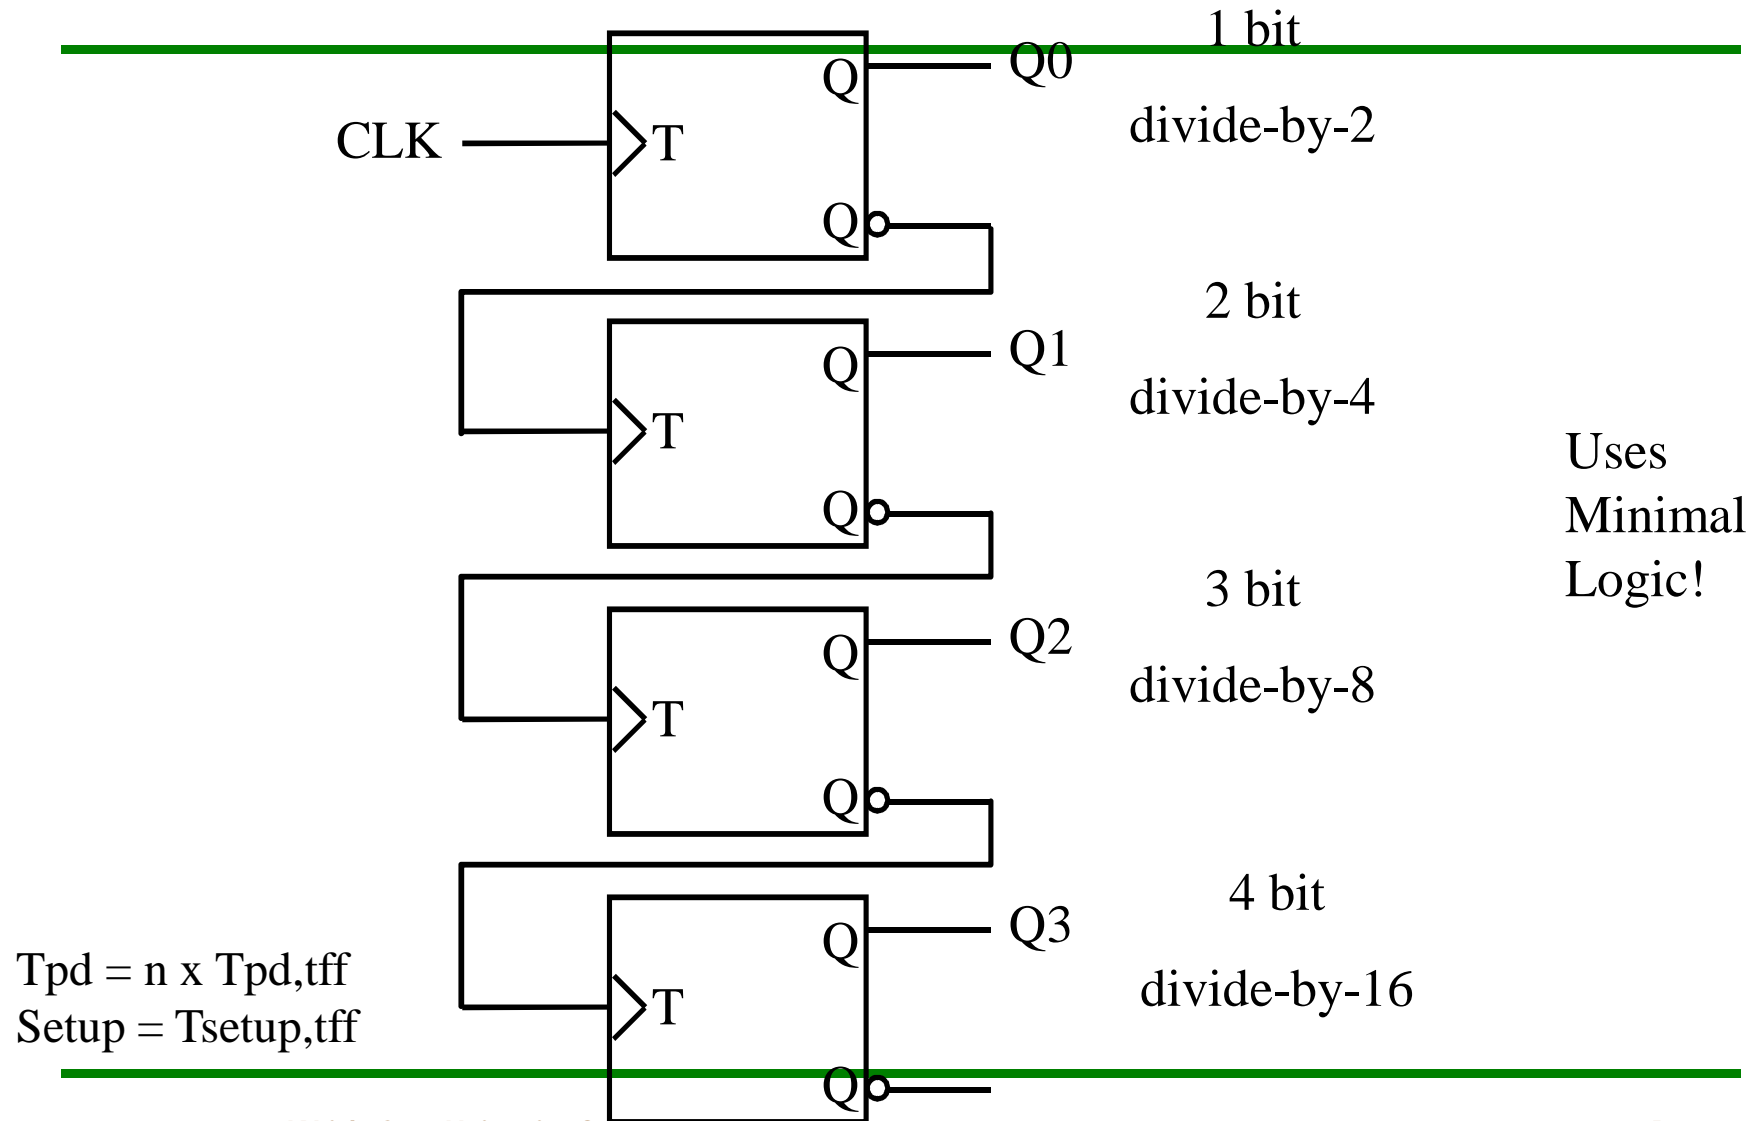 1 bit
Q
Q0
divide-by-2
CLK
T
Q
2 bit
Q
Q1
divide-by-4
T
Uses
Minimal
Logic!
Q
3 bit
Q
Q2
divide-by-8
T
Q
4 bit
Q
Q3
Tpd = n x Tpd,tff
divide-by-16
T
Setup = Tsetup,tff
Q